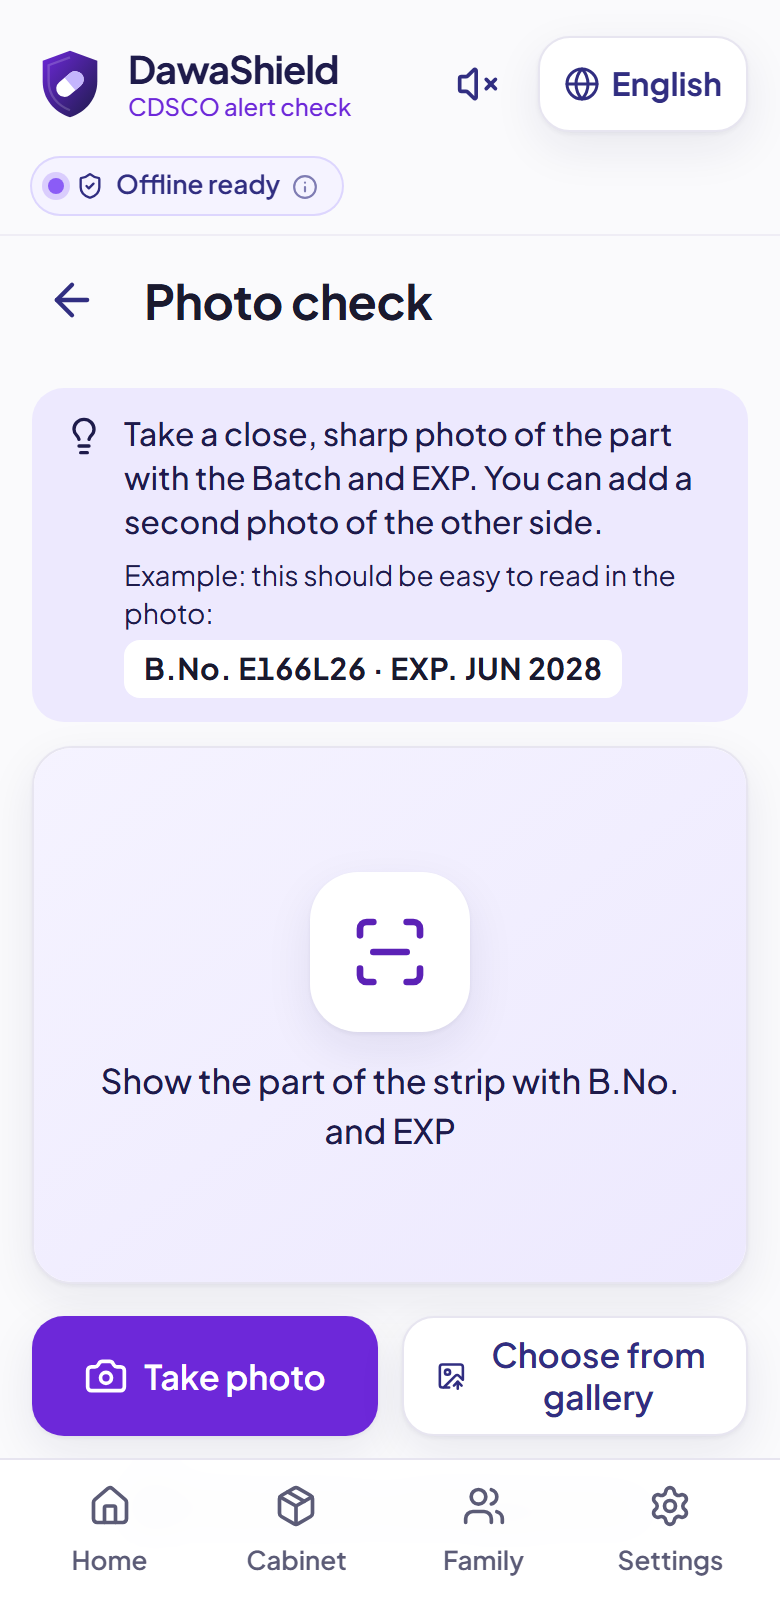 DawaShield
CDSCO alert check
English
Offline ready
Photo check
Take a close, sharp photo of the part
with the Batch and EXP. You can add a
second photo of the other side.
Example: this should be easy to read in the
photo:
B.No. E166L26 · EXP. JUN 2028
Show the part of the strip with B.No.
and EXP
Take photo
Choose from
gallery
Home
Cabinet
Family
Settings